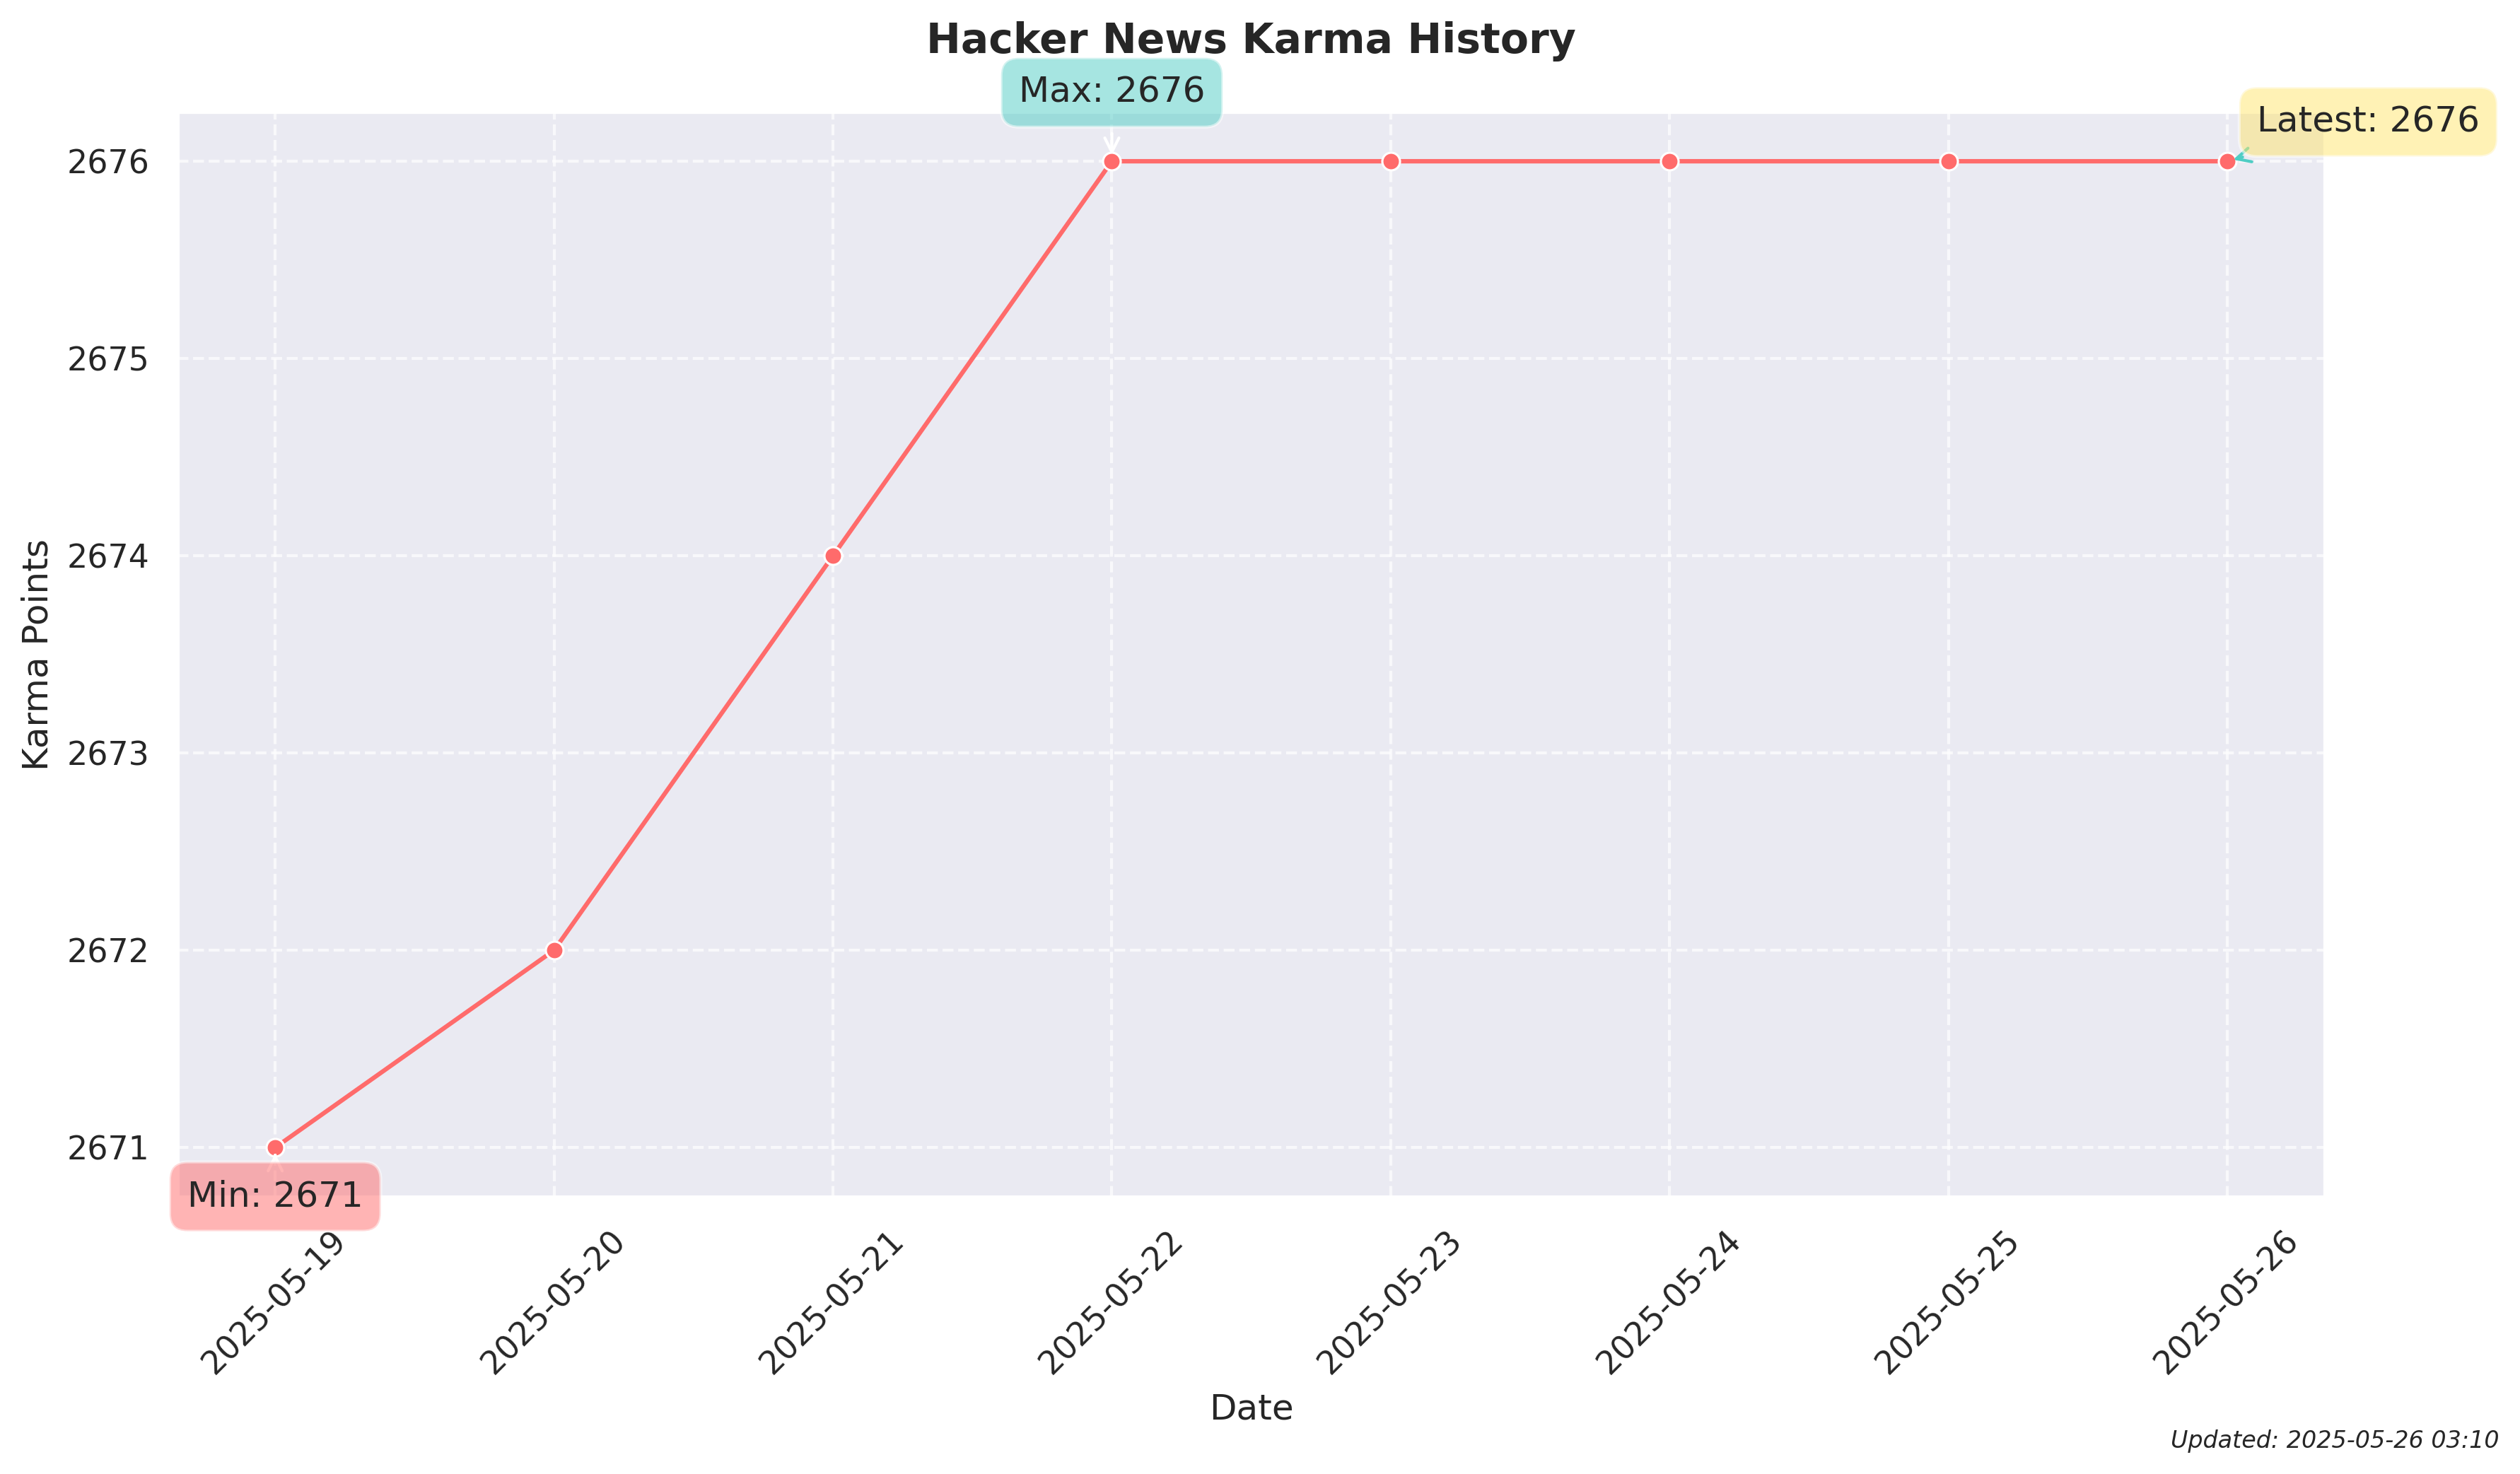 Hacker News Karma History
Max: 2676
Latest: 2676
2676
2675
2674
2673
2672
2671
Karma Points
Min: 2671
2025-05-19
2025-05-20
2025-05-21
2025-05-22
2025-05-23
2025-05-24
2025-05-25
2025-05-26
Date
Updated: 2025-05-26 03:10